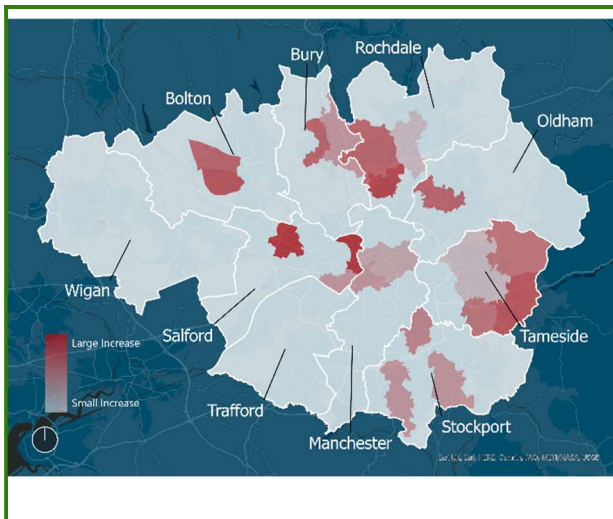 Rochdale
Bury
Bolton
Oldham
Wigan
Salford
Large Increase
Tameside
Small Increase
Trafford
Stockport
Manchester